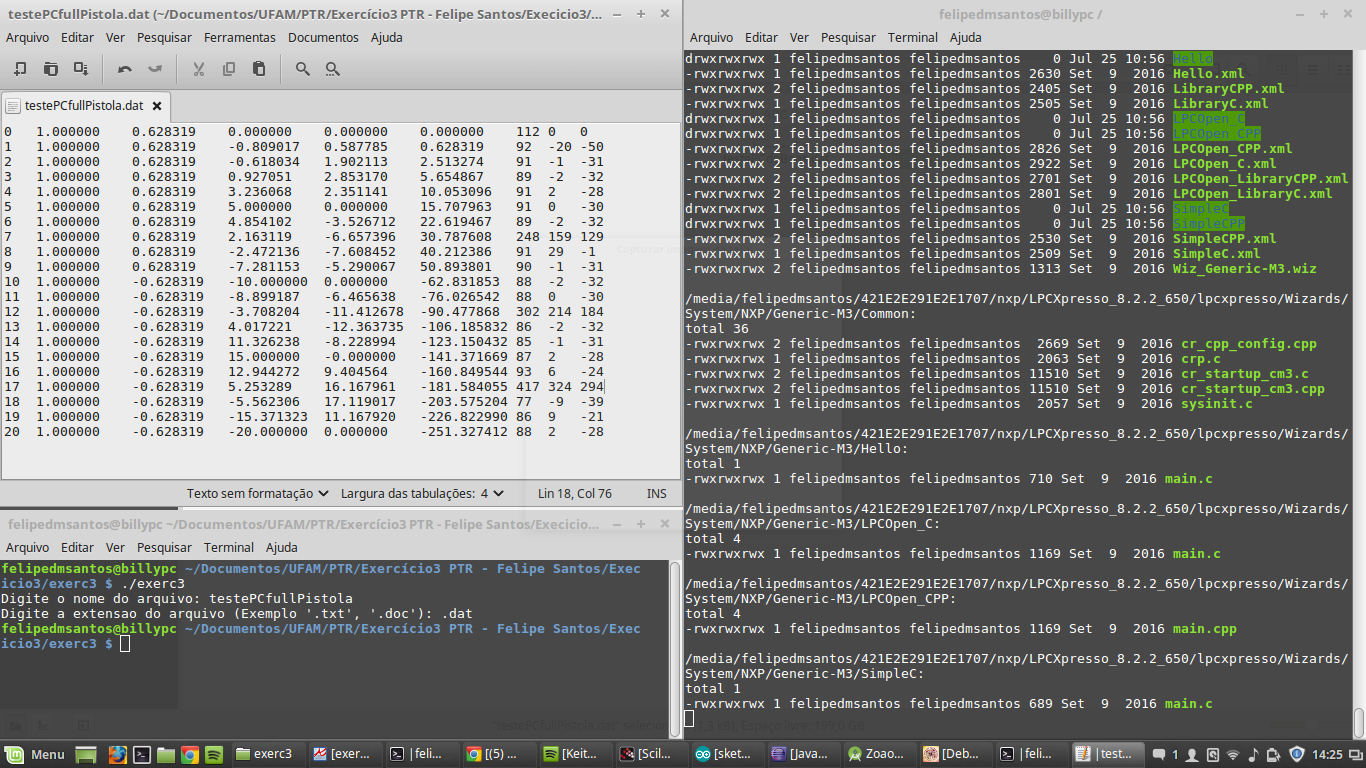 testePCfullPistola.dat (~/Documentos/UFAM/PTR/Exercício3 PTR - Felipe Santos/Execicio3/...
Arquivo Editar Ver Pesquisar Ferramentas Documentos Ajuda
testePCfullPistola.dat
0 1.000000 0.628319 0.000000 0.000000 0.000000 112 0 0
1 1.000000 0.628319 -0.809017 0.587785 0.628319 92 -20 -50
2 1.000000 0.628319 -0.618034 1.902113 2.513274 91 -1 -31
3 1.000000 0.628319 0.927051 2.853170 5.654867 89 -2 -32
4 1.000000 0.628319 3.236068 2.351141 10.053096 91 2 -28
5 1.000000 0.628319 5.000000 0.000000 15.707963 91 0 -30
6 1.000000 0.628319 4.854102 -3.526712 22.619467 89 -2 -32
7 1.000000 0.628319 2.163119 -6.657396 30.787608 248 159 129
8 1.000000 0.628319 -2.472136 -7.608452 40.212386 91 29 -1
9 1.000000 0.628319 -7.281153 -5.290067 50.893801 90 -1 -31
10 1.000000 -0.628319 -10.000000 0.000000 -62.831853 88 -2 -32
11 1.000000 -0.628319 -8.899187 -6.465638 -76.026542 88 0 -30
12 1.000000 -0.628319 -3.708204 -11.412678 -90.477868 302 214 184
13 1.000000 -0.628319 4.017221 -12.363735 -106.185832 86 -2 -32
14 1.000000 -0.628319 11.326238 -8.228994 -123.150432 85 -1 -31
15 1.000000 -0.628319 15.000000 -0.000000 -141.371669 87 2 -28
16 1.000000 -0.628319 12.944272 9.404564 -160.849544 93 6 -24
17 1.000000 -0.628319 5.253289 16.167961 -181.584055 417 324 294
18 1.000000 -0.628319 -5.562306 17.119017 -203.575204 77 -9 -39
19 1.000000 -0.628319 -15.371323 11.167920 -226.822990 86 9 -21
20 1.000000 -0.628319 -20.000000 0.000000 -251.327412 88 2 -28
Texto sem formatação Largura das tabulações: 4 Lin 18, Col 76 INS
felipedmsantos@billypc ~/Documentos/UFAM/PTR/Exercício3 PTR - Felipe Santos/Execicio...
Arquivo Editar Ver Pesquisar Terminal Ajuda
felipedmsantos@billypc ~/Documentos/UFAM/PTR/Exercício3 PTR - Felipe Santos/Exec
icio3/exerc3 $ ./exerc3
Digite o nome do arquivo: testePCfullPistola
Digite a extensao do arquivo (Exemplo '.txt', '.doc'): .dat
felipedmsantos@billypc ~/Documentos/UFAM/PTR/Exercício3 PTR - Felipe Santos/Exec
icio3/exerc3 $
felipedmsantos@billypc /
Arquivo Editar Ver Pesquisar Terminal Ajuda
drwxrwxrwx 1 felipedmsantos felipedmsantos 0 Jul 25 10:56 Hello
-rwxrwxrwx 1 felipedmsantos felipedmsantos 2630 Set 9 2016 Hello.xml
-rwxrwxrwx 2 felipedmsantos felipedmsantos 2405 Set 9 2016 LibraryCPP.xml
-rwxrwxrwx 1 felipedmsantos felipedmsantos 2505 Set 9 2016 LibraryC.xml
drwxrwxrwx 1 felipedmsantos felipedmsantos 0 Jul 25 10:56 LPCOpen_C
drwxrwxrwx 1 felipedmsantos felipedmsantos 0 Jul 25 10:56 LPCOpen_CPP
-rwxrwxrwx 2 felipedmsantos felipedmsantos 2826 Set 9 2016 LPCOpen_CPP.xml
-rwxrwxrwx 1 felipedmsantos felipedmsantos 2922 Set 9 2016 LPCOpen_C.xml
-rwxrwxrwx 2 felipedmsantos felipedmsantos 2701 Set 9 2016 LPCOpen_LibraryCPP.xml
-rwxrwxrwx 2 felipedmsantos felipedmsantos 2801 Set 9 2016 LPCOpen_LibraryC.xml
drwxrwxrwx 1 felipedmsantos felipedmsantos 0 Jul 25 10:56 SimpleC
drwxrwxrwx 1 felipedmsantos felipedmsantos 0 Jul 25 10:56 SimpleCPP
-rwxrwxrwx 2 felipedmsantos felipedmsantos 2530 Set 9 2016 SimpleCPP.xml
-rwxrwxrwx 1 felipedmsantos felipedmsantos 2509 Set 9 2016 SimpleC.xml
-rwxrwxrwx 2 felipedmsantos felipedmsantos 1313 Set 9 2016 Wiz_Generic-M3.wiz
/media/felipedmsantos/421E2E291E2E1707/nxp/LPCXpresso_8.2.2_650/lpcxpresso/Wizards/
System/NXP/Generic-M3/Common:
total 36
-rwxrwxrwx 2 felipedmsantos felipedmsantos 2669 Set 9 2016 cr_cpp_config.cpp
-rwxrwxrwx 1 felipedmsantos felipedmsantos 2063 Set 9 2016 crp.c
-rwxrwxrwx 2 felipedmsantos felipedmsantos 11510 Set 9 2016 cr_startup_cm3.c
-rwxrwxrwx 2 felipedmsantos felipedmsantos 11510 Set 9 2016 cr_startup_cm3.cpp
-rwxrwxrwx 1 felipedmsantos felipedmsantos 2057 Set 9 2016 sysinit.c
/media/felipedmsantos/421E2E291E2E1707/nxp/LPCXpresso_8.2.2_650/lpcxpresso/Wizards/
System/NXP/Generic-M3/Hello:
total 1
-rwxrwxrwx 1 felipedmsantos felipedmsantos 710 Set 9 2016 main.c
/media/felipedmsantos/421E2E291E2E1707/nxp/LPCXpresso_8.2.2_650/lpcxpresso/Wizards/
System/NXP/Generic-M3/LPCOpen_C:
total 4
-rwxrwxrwx 1 felipedmsantos felipedmsantos 1169 Set 9 2016 main.c
/media/felipedmsantos/421E2E291E2E1707/nxp/LPCXpresso_8.2.2_650/lpcxpresso/Wizards/
System/NXP/Generic-M3/LPCOpen_CPP:
total 4
-rwxrwxrwx 1 felipedmsantos felipedmsantos 1169 Set 9 2016 main.cpp
/media/felipedmsantos/421E2E291E2E1707/nxp/LPCXpresso_8.2.2_650/lpcxpresso/Wizards/
System/NXP/Generic-M3/SimpleC:
total 1
-rwxrwxrwx 1 felipedmsantos felipedmsantos 689 Set 9 2016 main.c
Menu exerc3 [exer... |feli... [(5) ... [Keit... [Scil... [sket... [Java... Zoao... [Deb... |feli... |test... 1 14:25